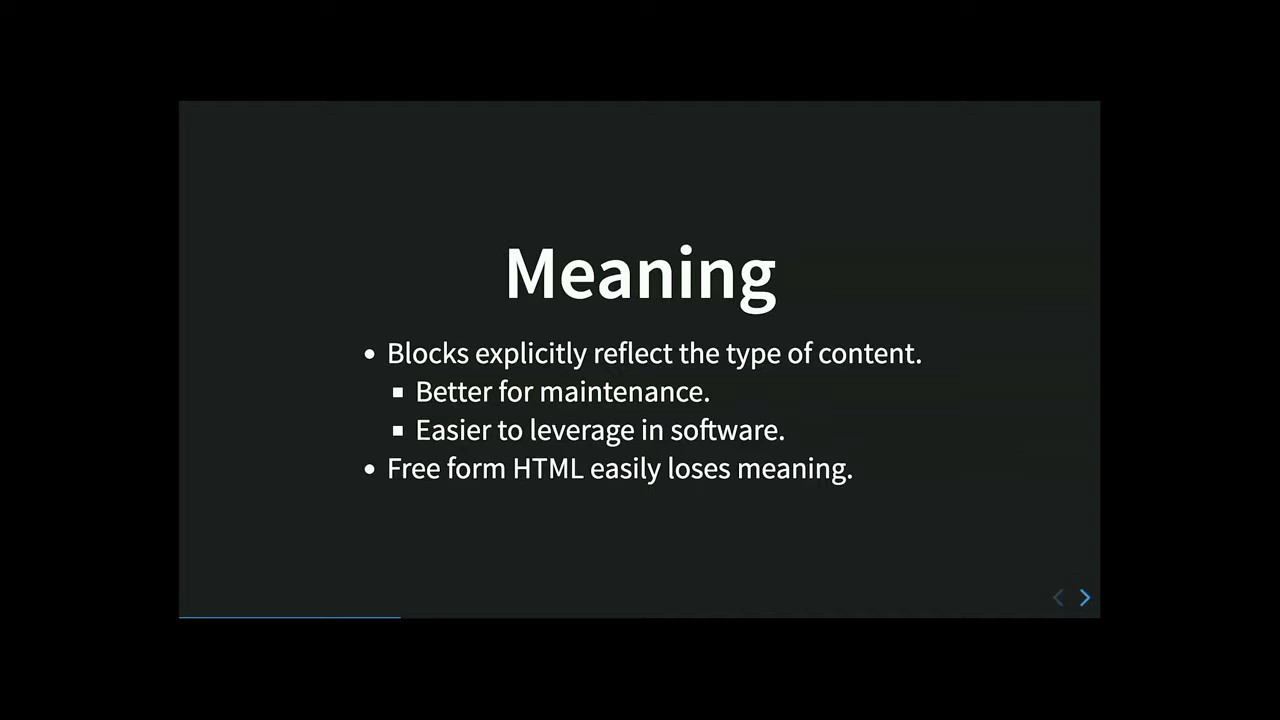 Meaning
Blocks explicitly reflect the type of content.
Better for maintenance.
Easier to leverage in software.
Free form HTML easily loses meaning.